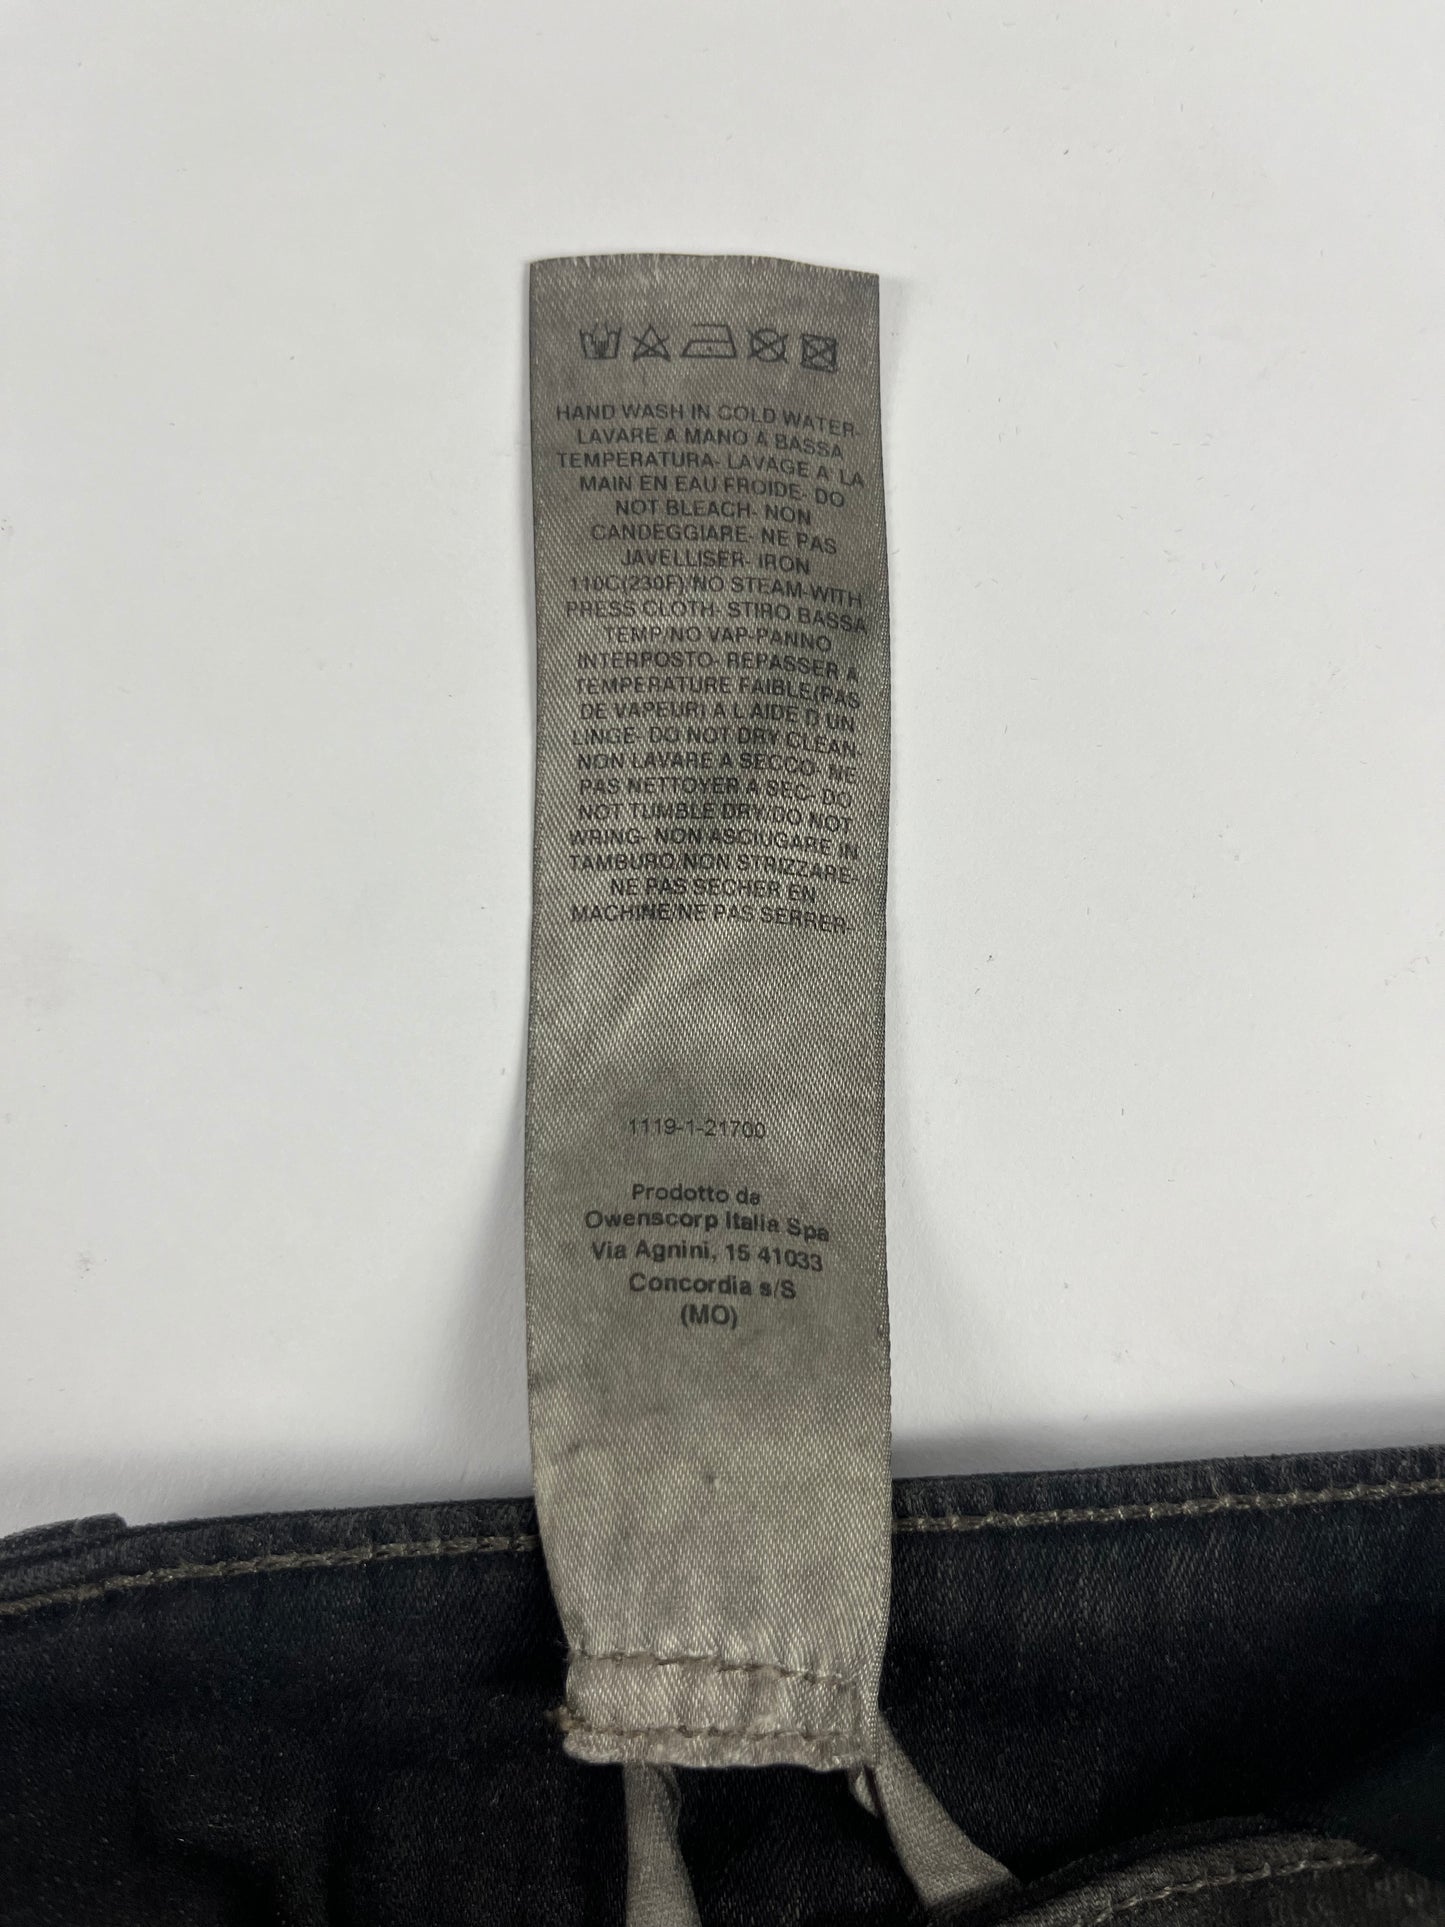 HAND WASH IN COLD WATER-
LAVARE A MANO A BASSA
TEMPERATURA- LAVAGE A LA
MAIN EN EAU FROIDE- DO
NOT BLEACH- NON
CANDEGGIARE- NE PAS
JAVELLISER- IRON
110C(230F)/NO STEAM-WITH
PRESS CLOTH- STIRO BASSA
TEMP/NO VAP-PANNO
INTERPOSTO- REPASSER A
TEMPERATURE FAIBLE(PAS
DE VAPEUR) A L AIDE D UN
LINGE- DO NOT DRY CLEAN-
NON LAVARE A SECCO- NE
PAS NETTOYER A SEC- DO
NOT TUMBLE DRY/DO NOT
WRING- NON ASCIUGARE IN
TAMBURO/NON STRIZZARE-
NE PAS SECHER EN
MACHINE/NE PAS SERRER-
1119-1-21700
Prodotto da
Owenscorp Italia Spa
Via Agnini, 15 41033
Concordia s/S
(MO)